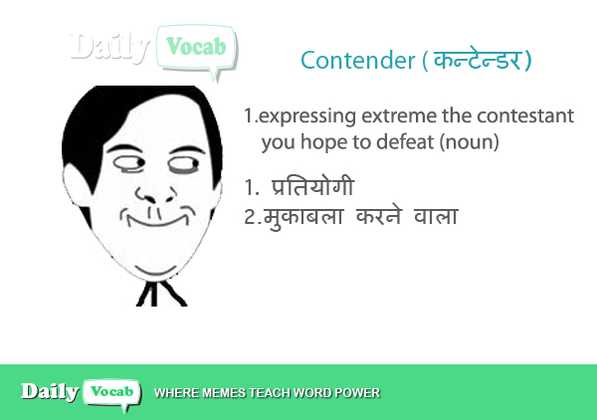 Daily Vocab
Contender ( कन्टेन्डर )
1.expressing extreme the contestant
you hope to defeat (noun)
1. प्रतियोगी
2.मुकाबला करने वाला
Daily Vocab WHERE MEMES TEACH WORD POWER